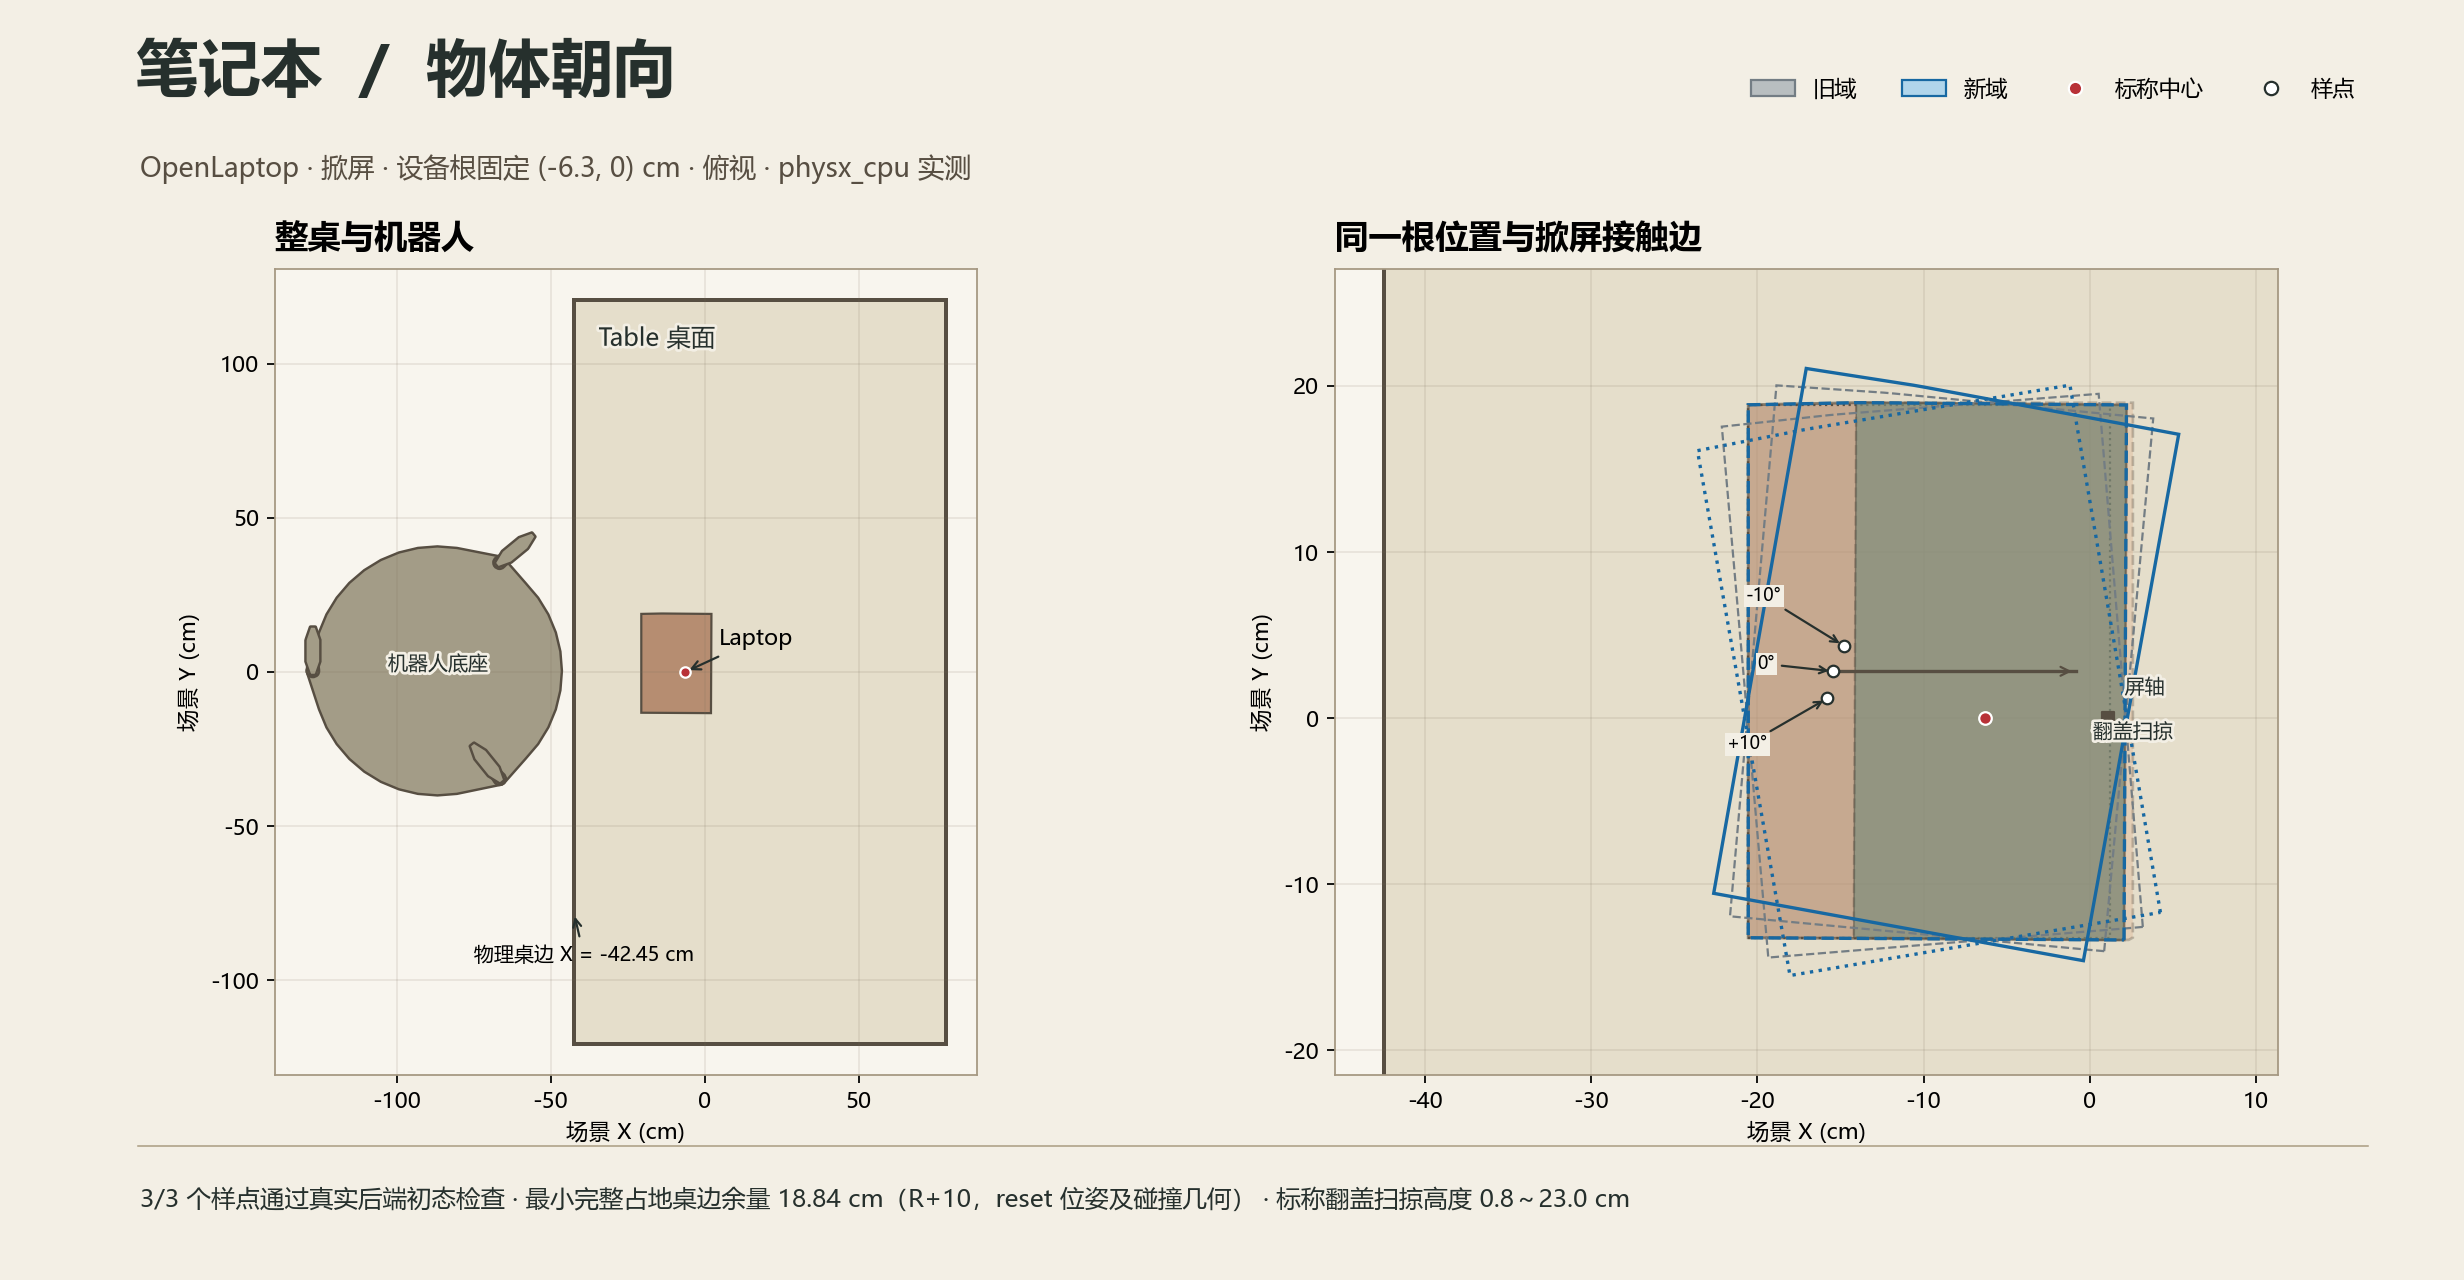 笔记本 / 物体朝向
旧域
新域
标称中心
样点
OpenLaptop · 掀屏 · 设备根固定 (-6.3, 0) cm · 俯视 · physx_cpu 实测
整桌与机器人
Table 桌面
机器人底座
Laptop
物理桌边 X = -42.45 cm
100
50
0
-50
-100
场景 Y (cm)
-100
-50
0
50
场景 X (cm)
同一根位置与掀屏接触边
-10°
0°
+10°
屏轴
翻盖扫掠
20
10
0
-10
-20
场景 Y (cm)
-40
-30
-20
-10
0
10
场景 X (cm)
3/3 个样点通过真实后端初态检查 · 最小完整占地桌边余量 18.84 cm（R+10，reset 位姿及碰撞几何） · 标称翻盖扫掠高度 0.8～23.0 cm